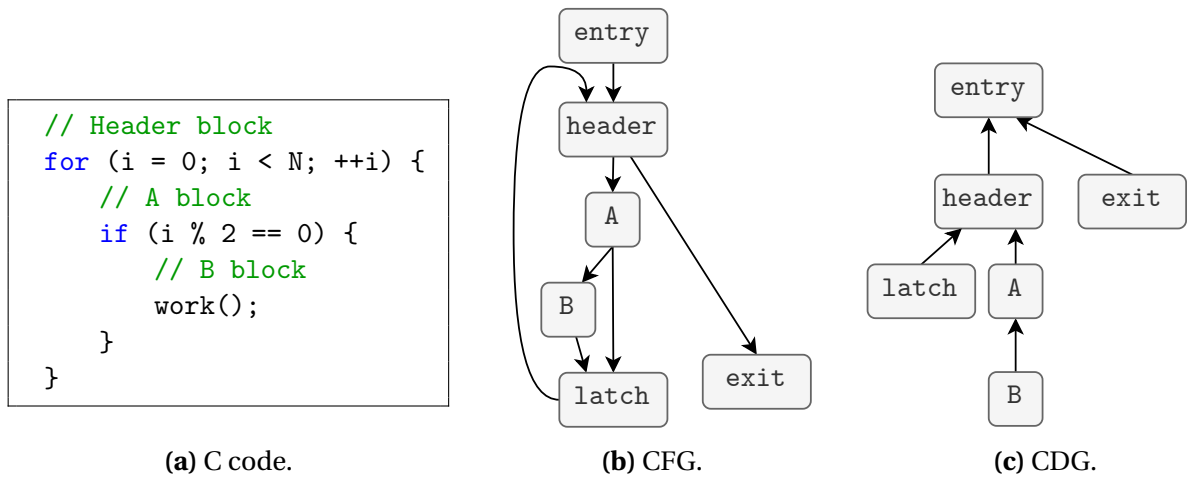 // Header block
for (i = 0; i < N; ++i) {
// A block
if (i % 2 == 0) {
// B block
work();
}
}
(a) C code.
entry
header
A
B
latch
exit
(b) CFG.
entry
header
exit
latch
A
B
(c) CDG.